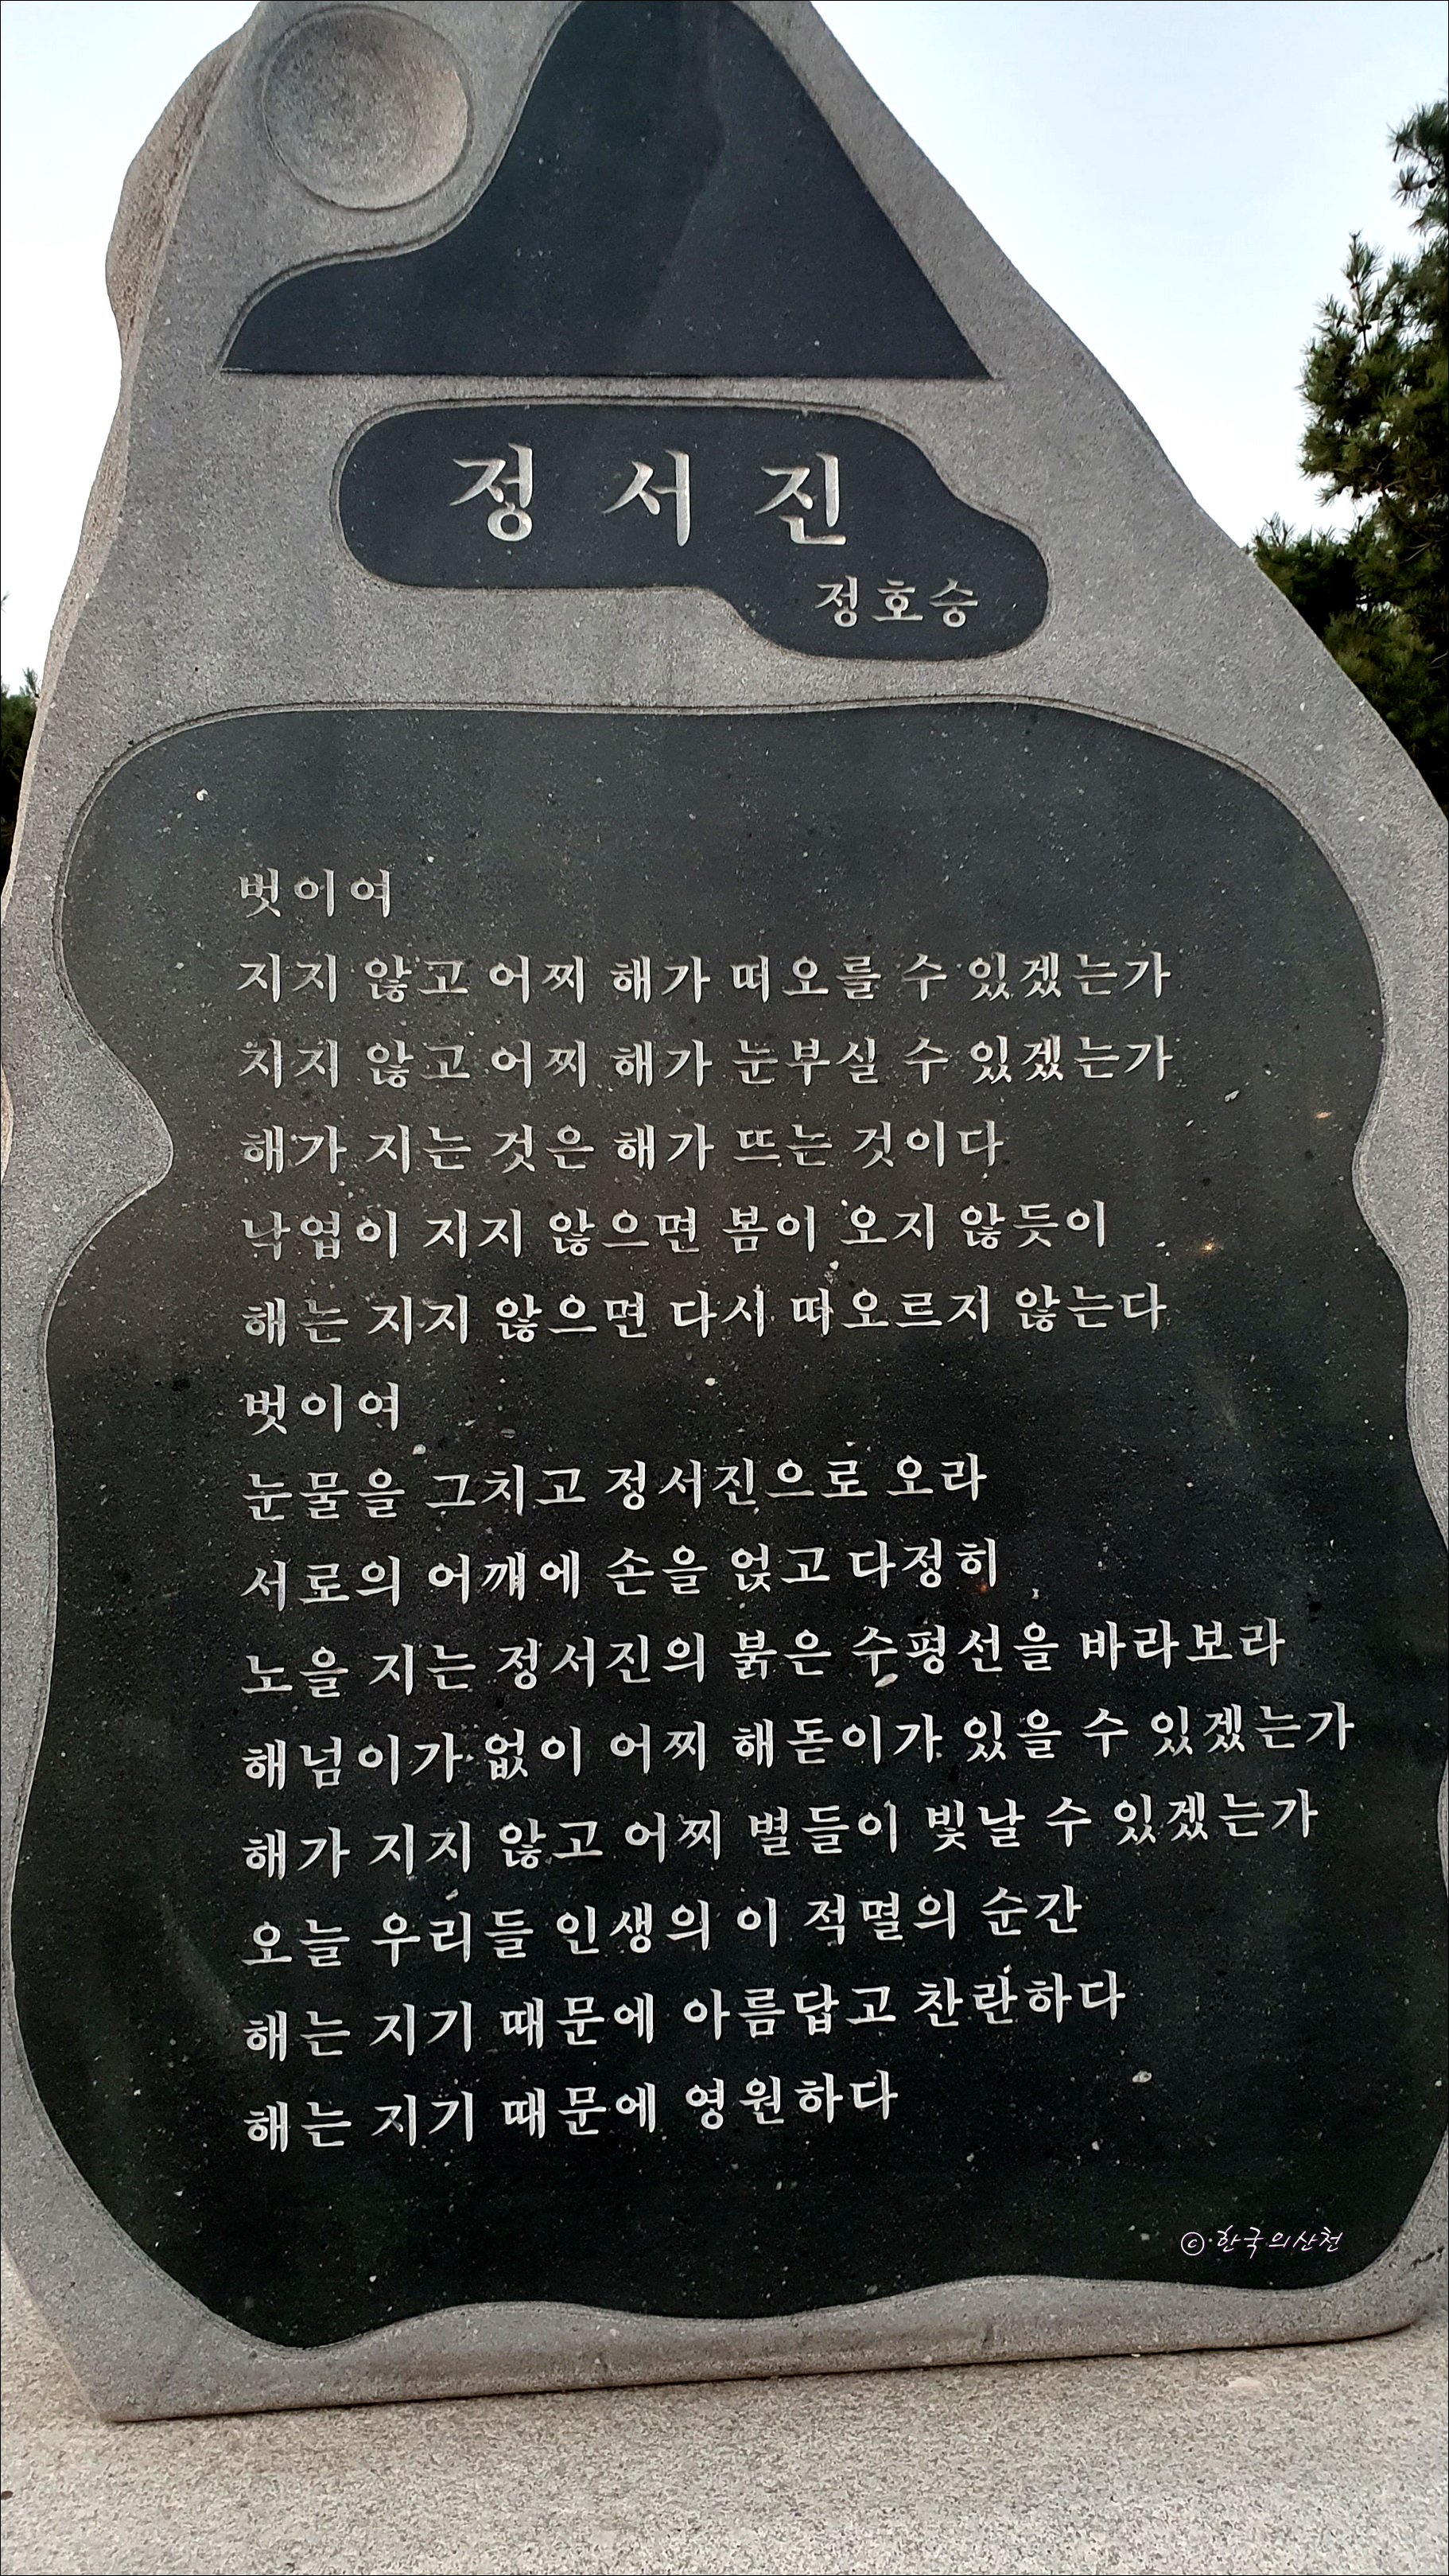 정서진
정호승
벗이여
지지 않고 어찌 해가 떠오를 수 있겠는가
지지 않고 어찌 해가 눈부실 수 있겠는가
해가 지는 것은 해가 뜨는 것이다
낙엽이 지지 않으면 봄이 오지 않듯이
해는 지지 않으면 다시 떠오르지 않는다
벗이여
눈물을 그치고 정서진으로 오라
서로의 어깨에 손을 얹고 다정히
노을 지는 정서진의 붉은 수평선을 바라보라
해넘이가 없이 어찌 해돋이가 있을 수 있겠는가
해가 지지 않고 어찌 별들이 빛날 수 있겠는가
오늘 우리들 인생의 이 적멸의 순간
해는 지기 때문에 아름답고 찬란하다
해는 지기 때문에 영원하다
ⓒ한국의산천